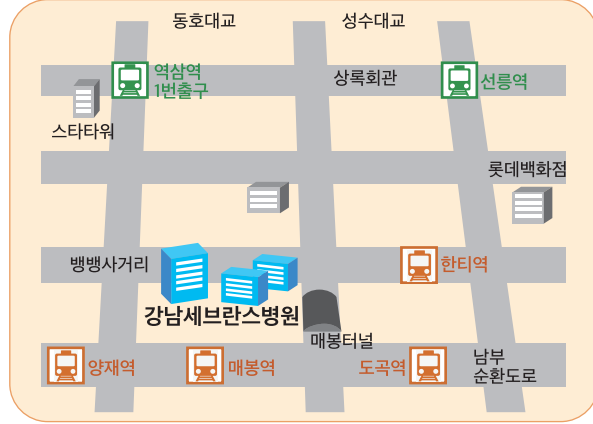 동호대교
성수대교
역삼역
1번출구
상록회관
선릉역
스타타워
롯데백화점
뱅뱅사거리
한티역
강남세브란스병원
매봉터널
양재역
매봉역
도곡역
남부
순환도로